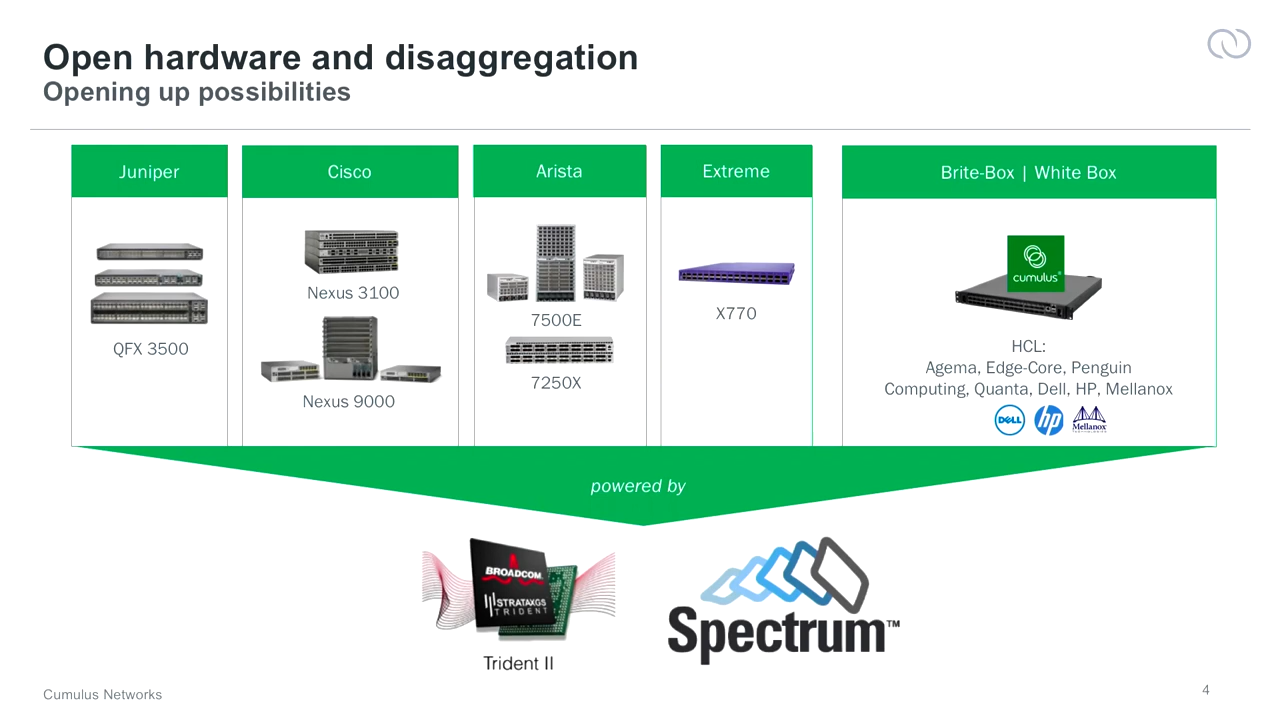 Open hardware and disaggregation
Opening up possibilities
Juniper
QFX 3500
Cisco
Nexus 3100
Nexus 9000
Arista
7500E
7250X
Extreme
X770
Brite-Box | White Box
cumulus®
HCL:
Agema, Edge-Core, Penguin
Computing, Quanta, Dell, HP, Mellanox
DELL
hp
Mellanox
powered by
BROADCOM
STRATAXGS
TRIDENT
Trident II
Spectrum™
Cumulus Networks
4